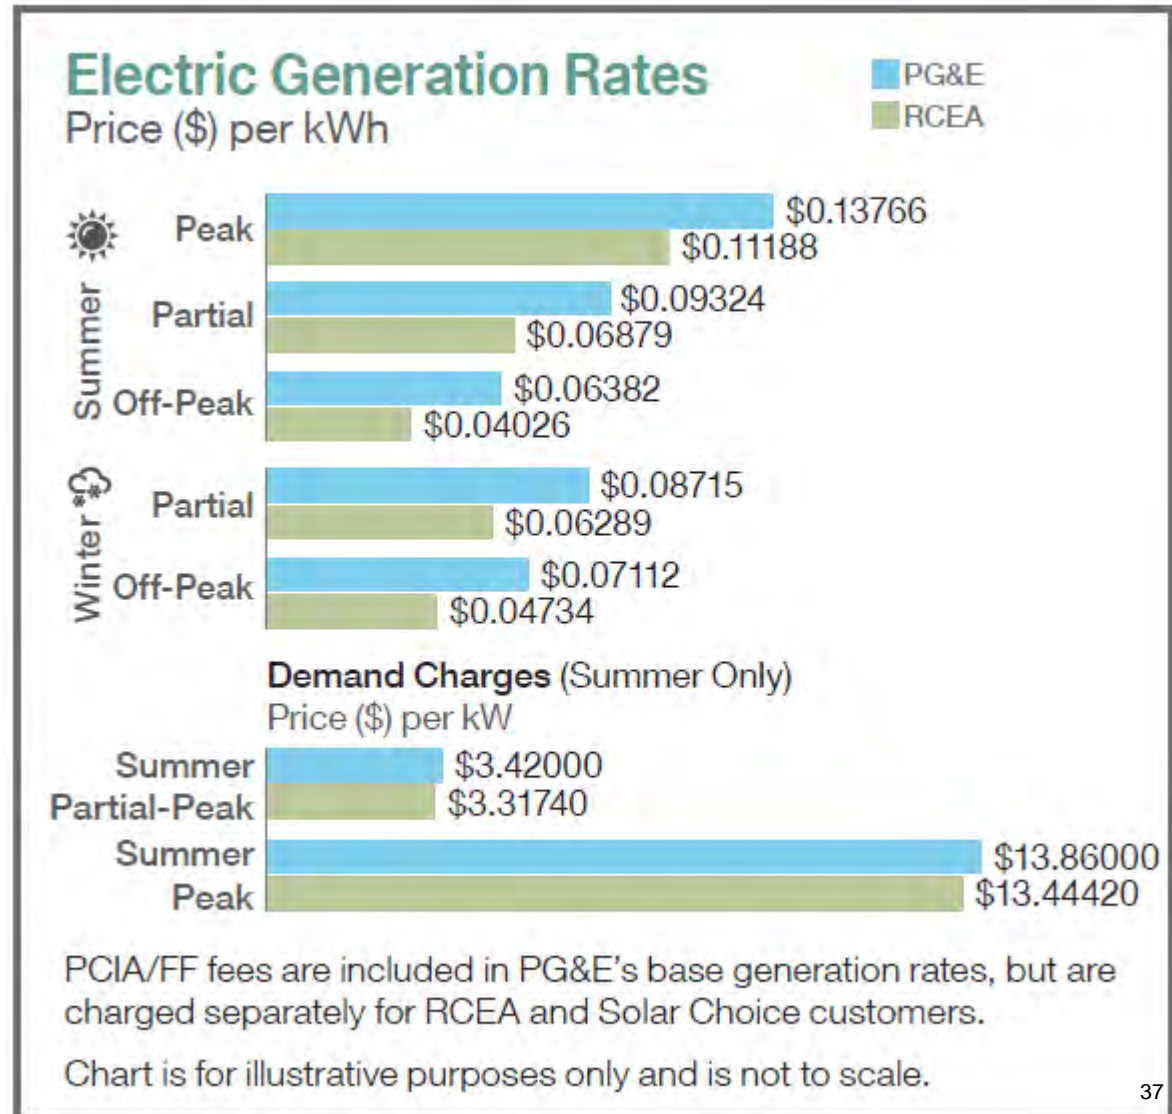 Electric Generation Rates
Price ($) per kWh
PG&E
RCEA
Summer
Peak
$0.13766
$0.11188
Partial
$0.09324
$0.06879
Off-Peak
$0.06382
$0.04026
Winter
Partial
$0.08715
$0.06289
Off-Peak
$0.07112
$0.04734
Demand Charges (Summer Only)
Price ($) per kW
Summer
Partial-Peak
$3.42000
$3.31740
Summer
Peak
$13.86000
$13.44420
PCIA/FF fees are included in PG&E's base generation rates, but are
charged separately for RCEA and Solar Choice customers.
Chart is for illustrative purposes only and is not to scale.
37